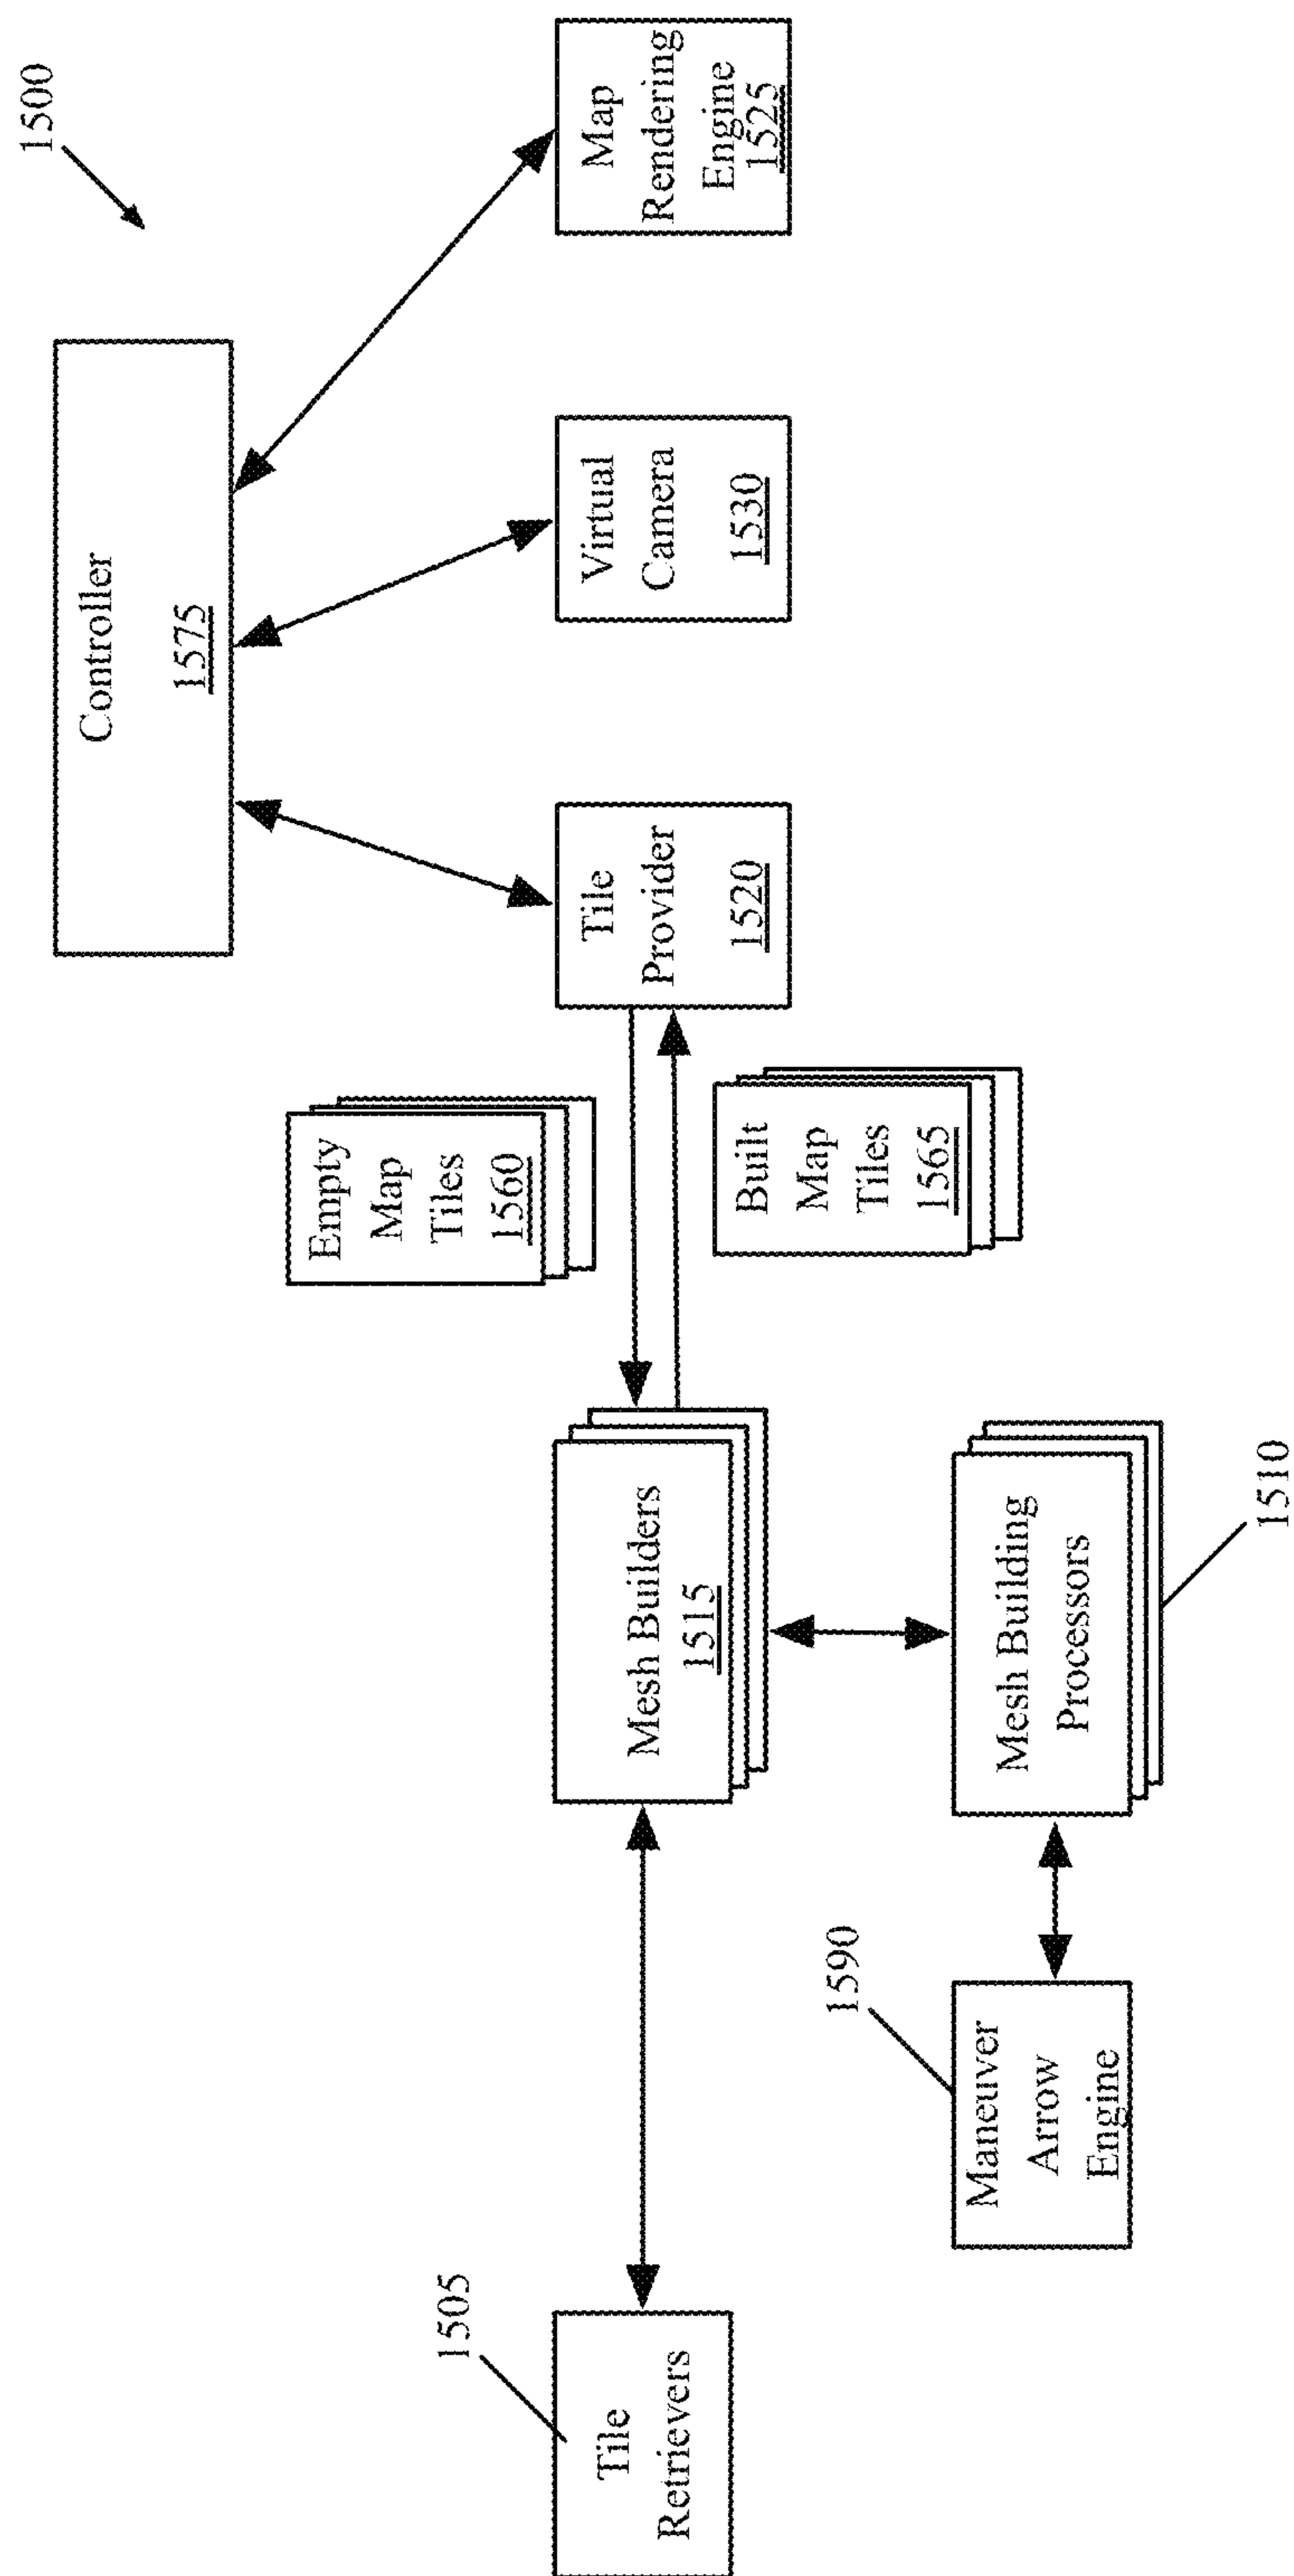 1500
Controller
1575
Tile
Retrievers
1505
Mesh Builders
1515
Empty
Map
Tiles
1560
Built
Map
Tiles
1565
Tile
Provider
1520
Virtual
Camera
1530
Map
Rendering
Engine
1525
Maneuver
Arrow
Engine
1590
Mesh Building
Processors
1510